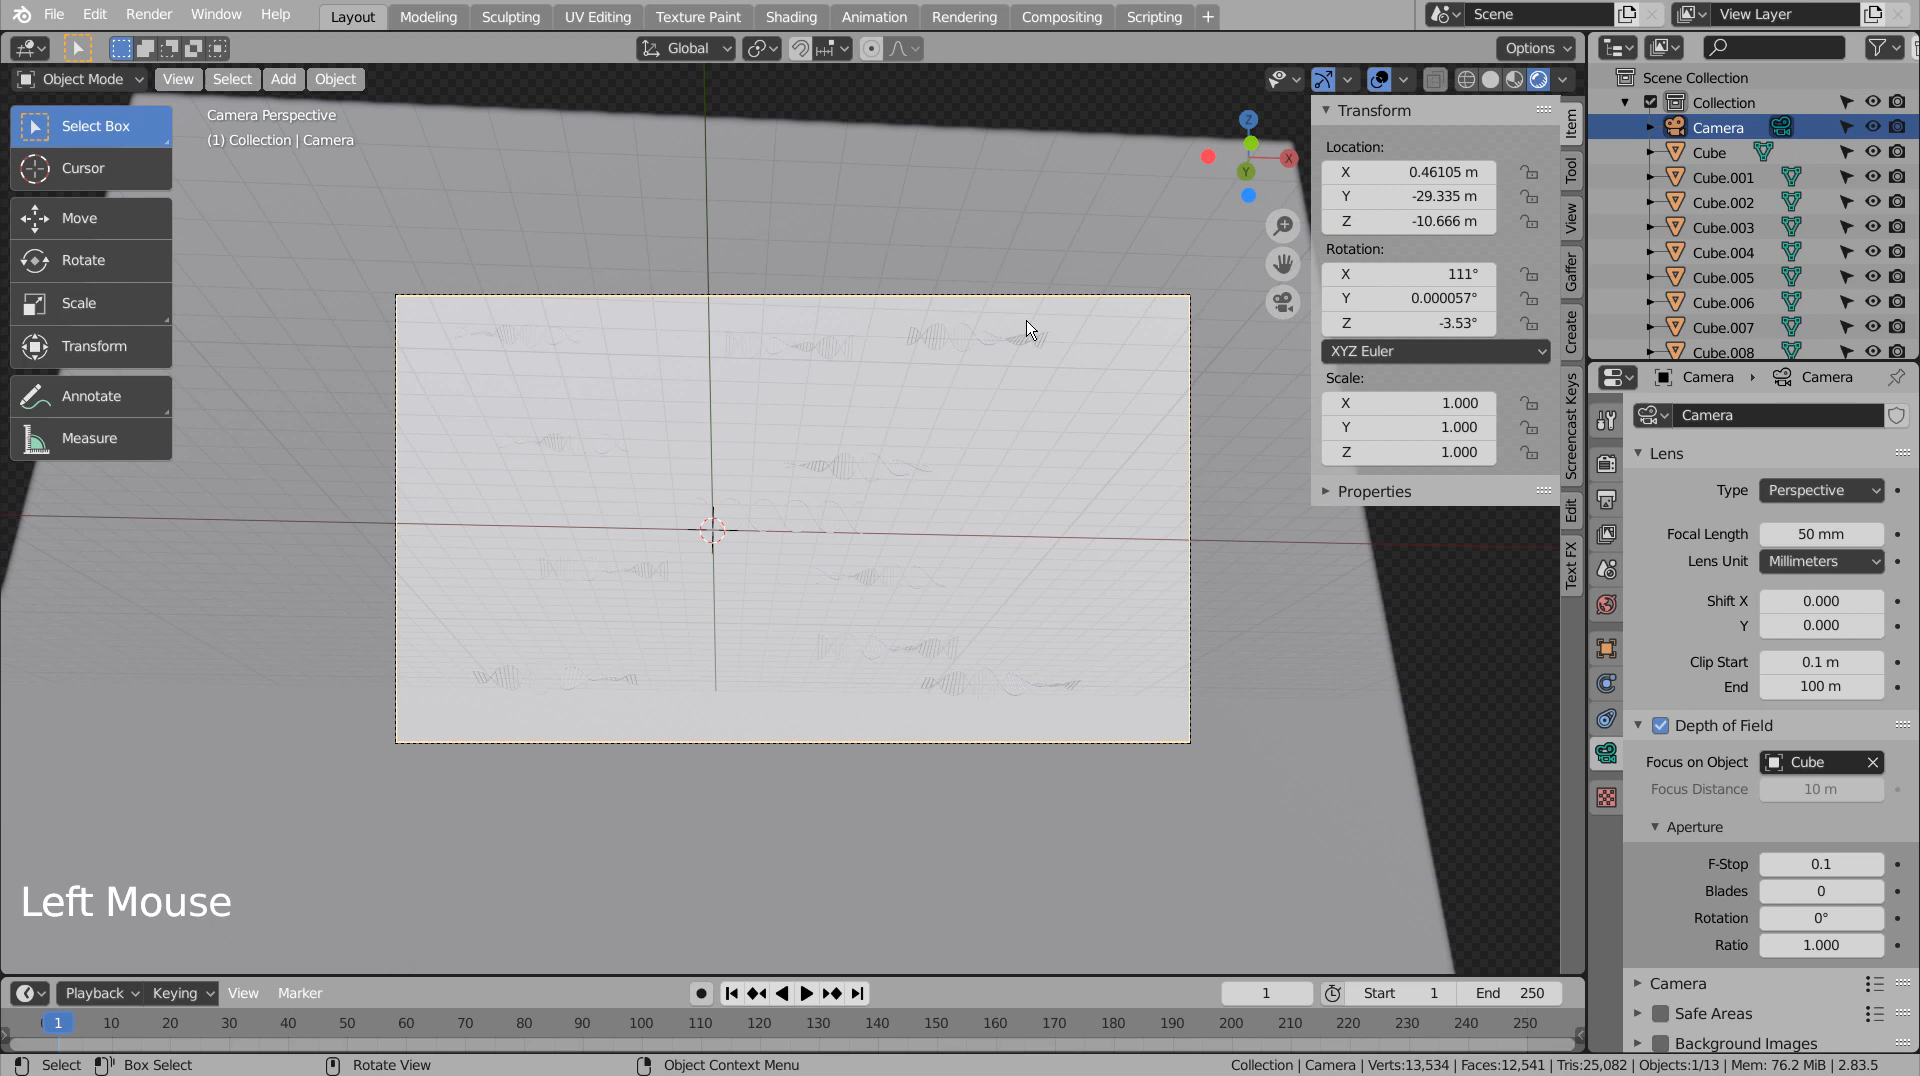 File Edit Render Window Help Layout Modeling Sculpting UV Editing Texture Paint Shading Animation Rendering Compositing Scripting + Scene View Layer
Global Options
Object Mode View Select Add Object
Camera Perspective
(1) Collection | Camera
Select Box
Cursor
Move
Rotate
Scale
Transform
Annotate
Measure
Z
X
Y
Transform
Location:
X 0.46105 m
Y -29.335 m
Z -10.666 m
Rotation:
X 111°
Y 0.000057°
Z -3.53°
XYZ Euler
Scale:
X 1.000
Y 1.000
Z 1.000
Properties
Item
Tool
View
Gaffer
Create
Screencast Keys
Edit
Text FX
Scene Collection
Collection
Camera
Cube
Cube.001
Cube.002
Cube.003
Cube.004
Cube.005
Cube.006
Cube.007
Cube.008
Camera Camera
Camera
Lens
Type Perspective
Focal Length 50 mm
Lens Unit Millimeters
Shift X 0.000
Y 0.000
Clip Start 0.1 m
End 100 m
Depth of Field
Focus on Object Cube
Focus Distance 10 m
Aperture
F-Stop 0.1
Blades 0
Rotation 0°
Ratio 1.000
Camera
Safe Areas
Background Images
Left Mouse
Playback Keying View Marker 1 Start 1 End 250
1 10 20 30 40 50 60 70 80 90 100 110 120 130 140 150 160 170 180 190 200 210 220 230 240 250
Select Box Select Rotate View Object Context Menu Collection | Camera | Verts:13,534 | Faces:12,541 | Tris:25,082 | Objects:1/13 | Mem: 76.2 MiB | 2.83.5